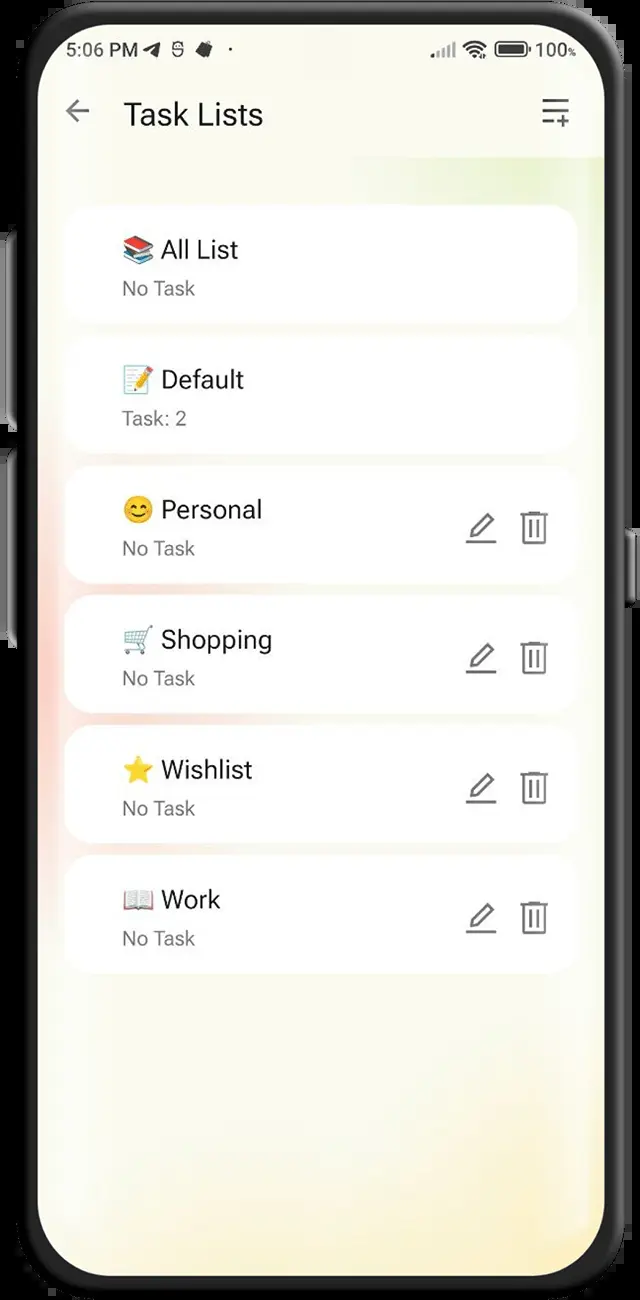 5:06 PM 100%
Task Lists
📚 All List
No Task
📝 Default
Task: 2
😊 Personal
No Task
🛒 Shopping
No Task
⭐ Wishlist
No Task
📖 Work
No Task